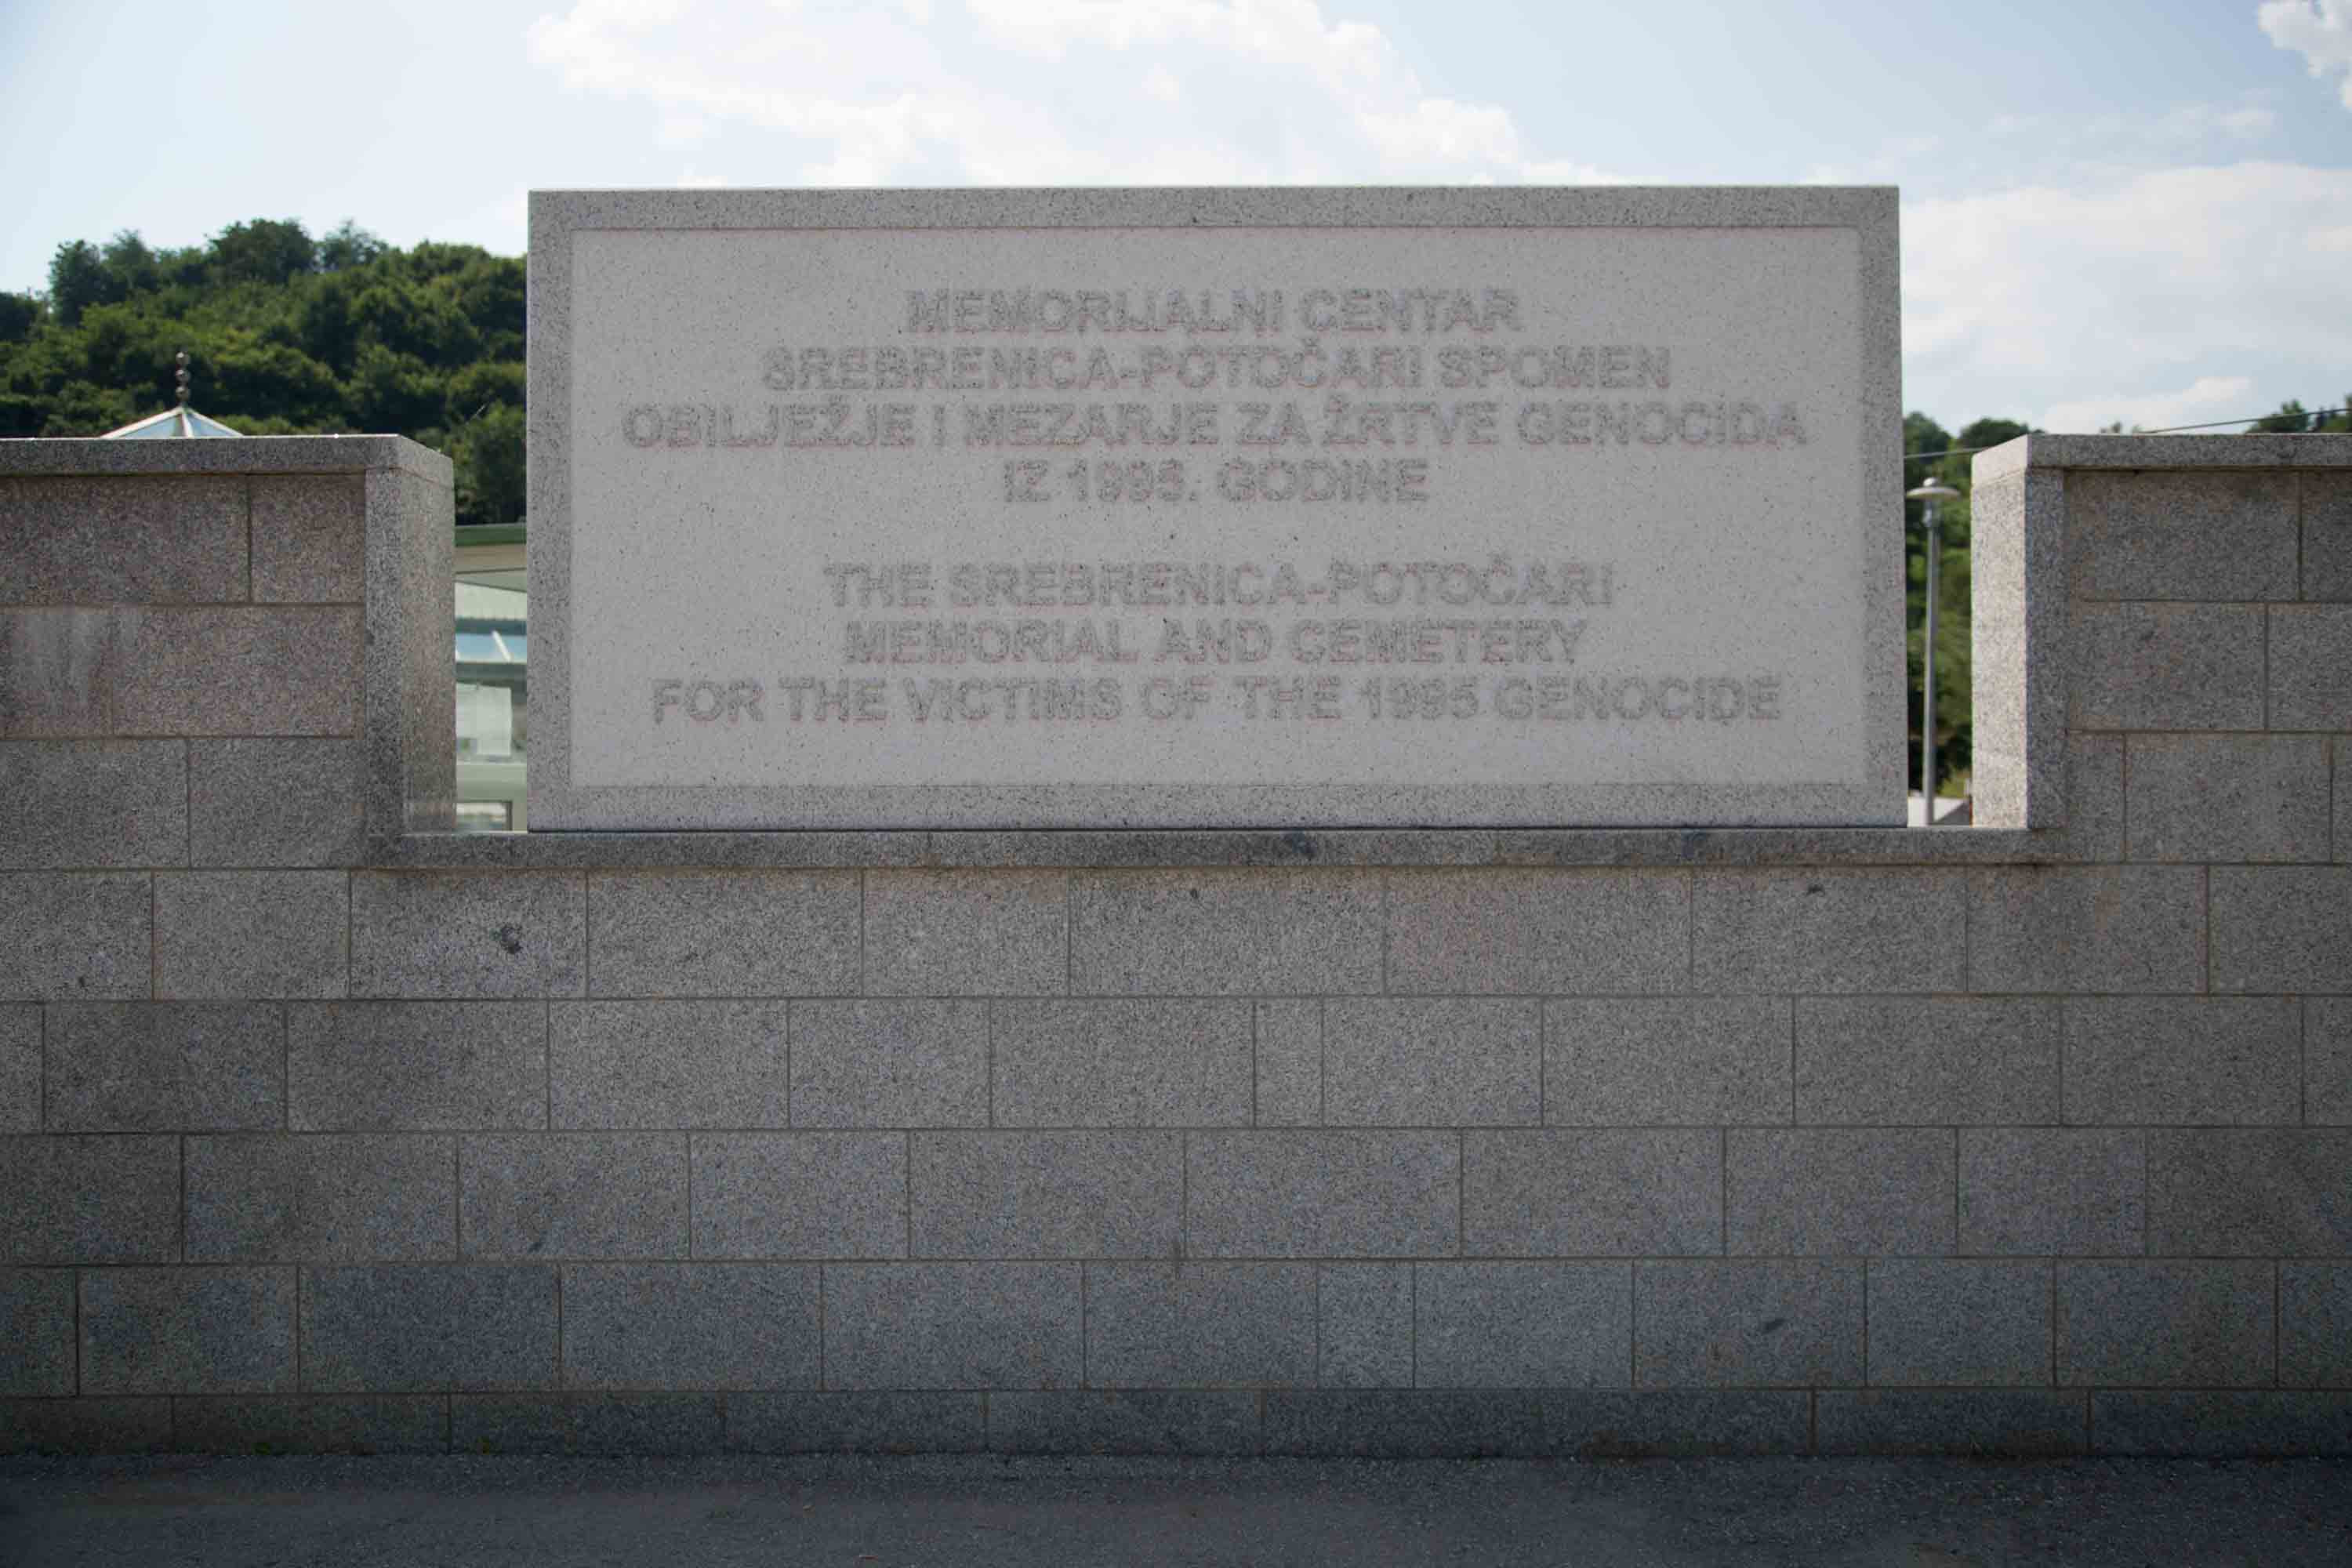 MEMORIJALNI CENTAR
SREBRENICA-POTOČARI SPOMEN
OBILJEŽJE I MEZARJE ZA ŽRTVE GENOCIDA
IZ 1995. GODINE
THE SREBRENICA-POTOČARI
MEMORIAL AND CEMETERY
FOR THE VICTIMS OF THE 1995 GENOCIDE